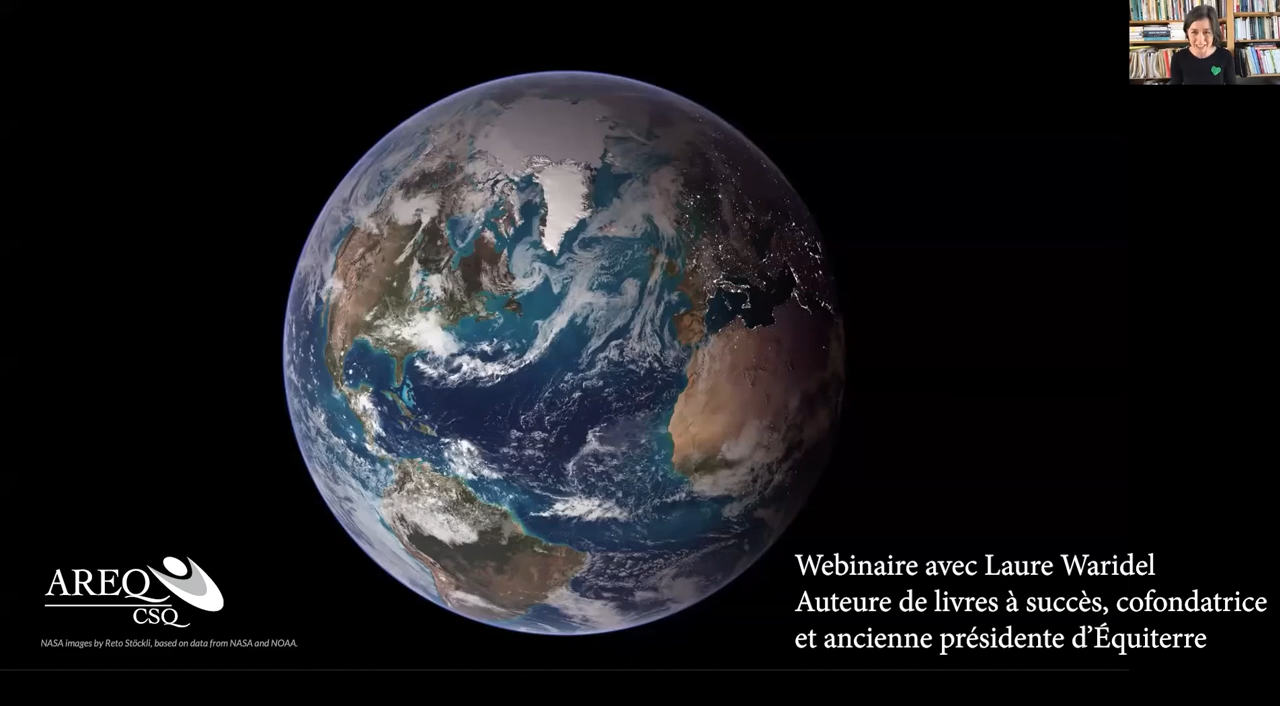 AREQ
CSQ
NASA images by Reto Stöckli, based on data from NASA and NOAA.
Webinaire avec Laure Waridel
Auteure de livres à succès, cofondatrice
et ancienne présidente d'Équiterre